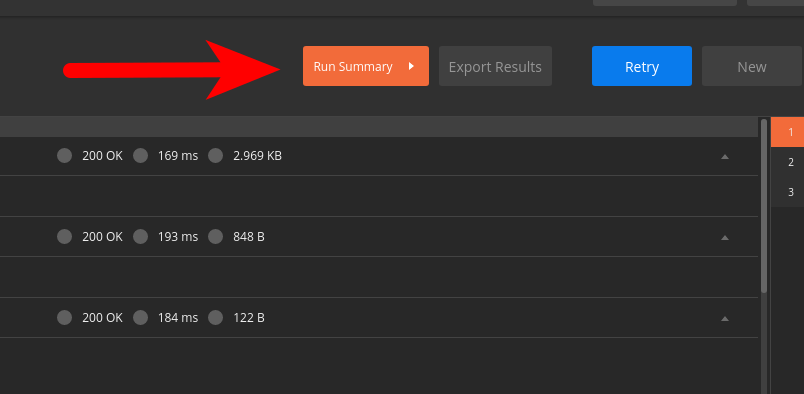 Run Summary Export Results Retry New
1
200 OK 169 ms 2.969 KB
2
3
200 OK 193 ms 848 B
200 OK 184 ms 122 B